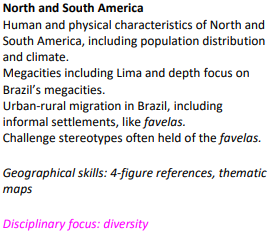 North and South America
Human and physical characteristics of North and
South America, including population distribution
and climate.
Megacities including Lima and depth focus on
Brazil's megacities.
Urban-rural migration in Brazil, including
informal settlements, like favelas.
Challenge stereotypes often held of the favelas.
Geographical skills: 4-figure references, thematic
maps
Disciplinary focus: diversity